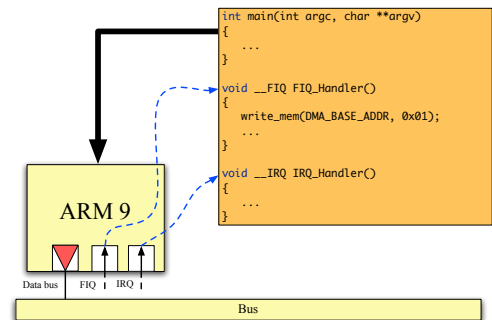 int main(int argc, char **argv)
{
...
}
void __FIQ FIQ_Handler()
{
write_mem(DMA_BASE_ADDR, 0x01);
...
}
void __IRQ IRQ_Handler()
{
...
}
ARM 9
Data bus FIQ IRQ
Bus